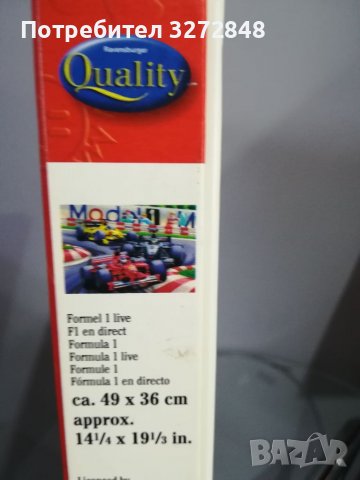 Потребител 3272848
Ravensburger
Quality
Formel 1 live
F1 en direct
Formula 1
Formula 1 live
Formule 1
Fórmula 1 en directo
ca. 49 x 36 cm
approx.
14¼ x 19⅓ in.
Licensed by
BAZAR